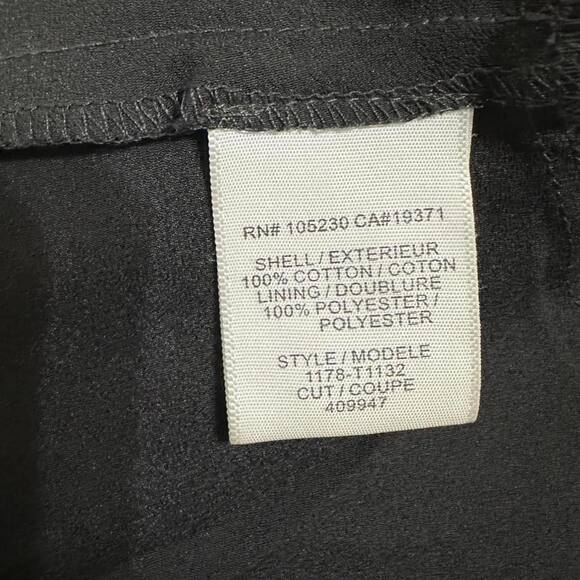 RN# 105230 CA#19371
SHELL / EXTERIEUR
100% COTTON / COTON
LINING / DOUBLURE
100% POLYESTER /
POLYESTER
STYLE / MODELE
1178-T1132
CUT / COUPE
409947